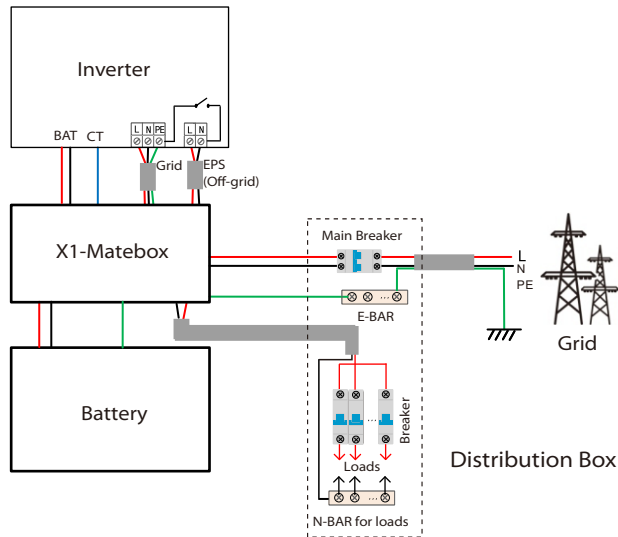 Inverter
L N PE
L N
BAT
CT
Grid
EPS
(Off-grid)
X1-Matebox
Main Breaker
L
N
PE
...
E-BAR
Grid
Battery
...
Breaker
Loads
...
N-BAR for loads
Distribution Box